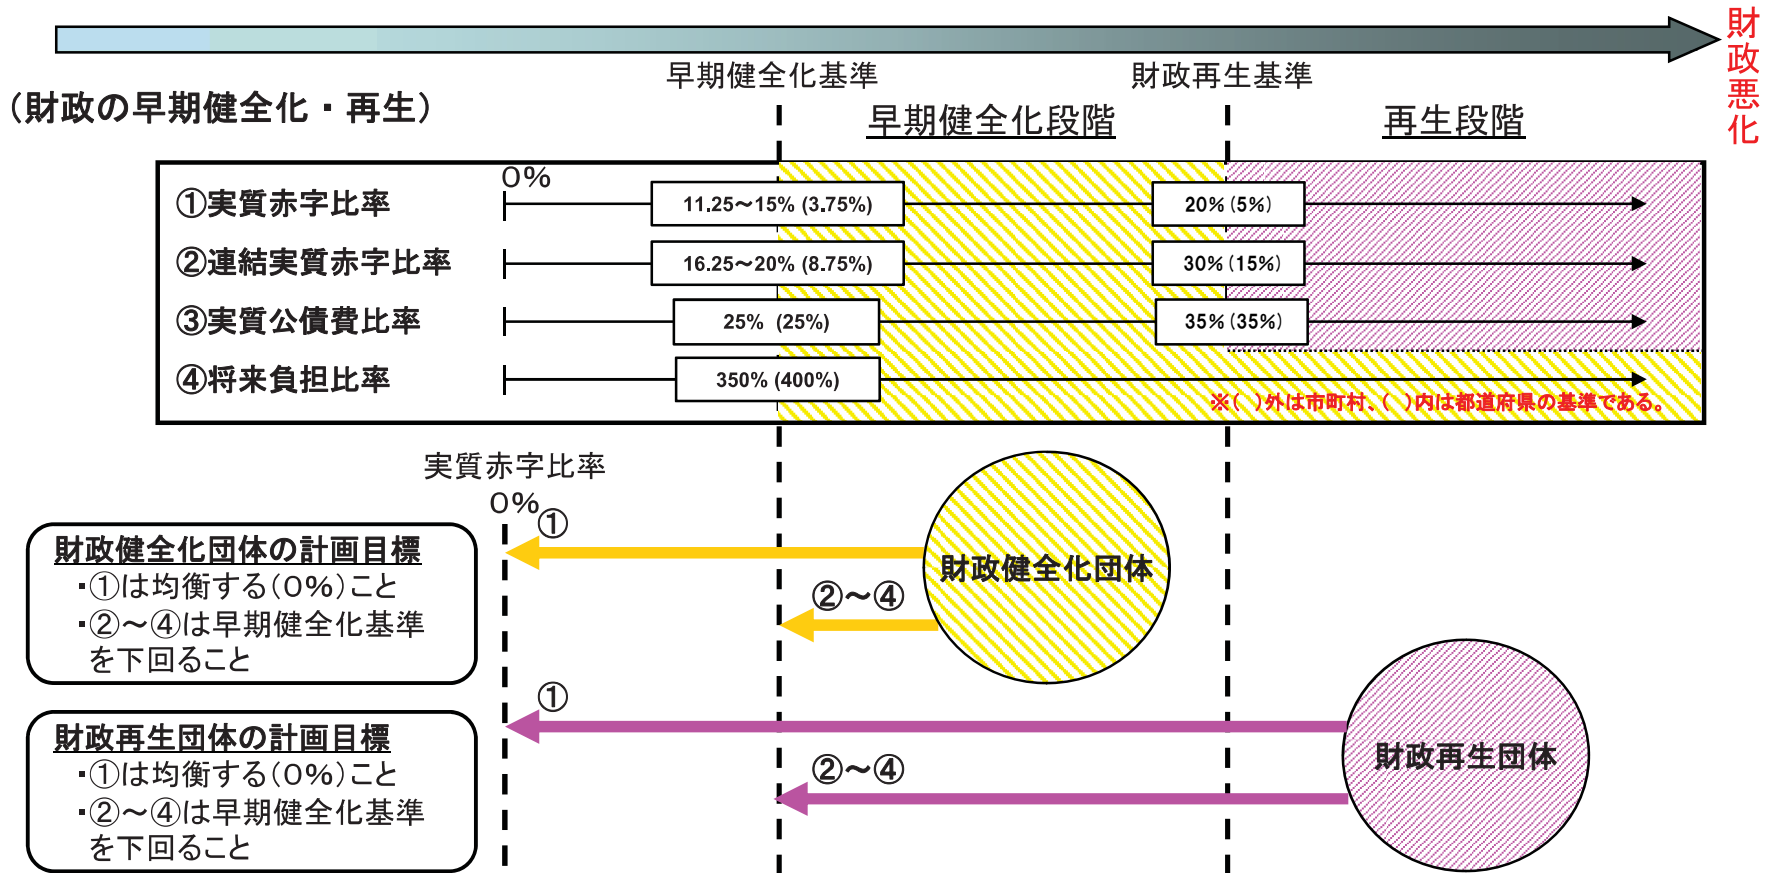 財政悪化
早期健全化基準
財政再生基準
(財政の早期健全化・再生)
早期健全化段階
再生段階
0%
①実質赤字比率
11.25～15% (3.75%)
20% (5%)
②連結実質赤字比率
16.25～20% (8.75%)
30% (15%)
③実質公債費比率
25% (25%)
35% (35%)
④将来負担比率
350% (400%)
※( )外は市町村、( )内は都道府県の基準である。
実質赤字比率
0%
①
財政健全化団体の計画目標
・①は均衡する(0%)こと
・②～④は早期健全化基準
を下回ること
財政健全化団体
②～④
①
財政再生団体の計画目標
・①は均衡する(0%)こと
・②～④は早期健全化基準
を下回ること
②～④
財政再生団体